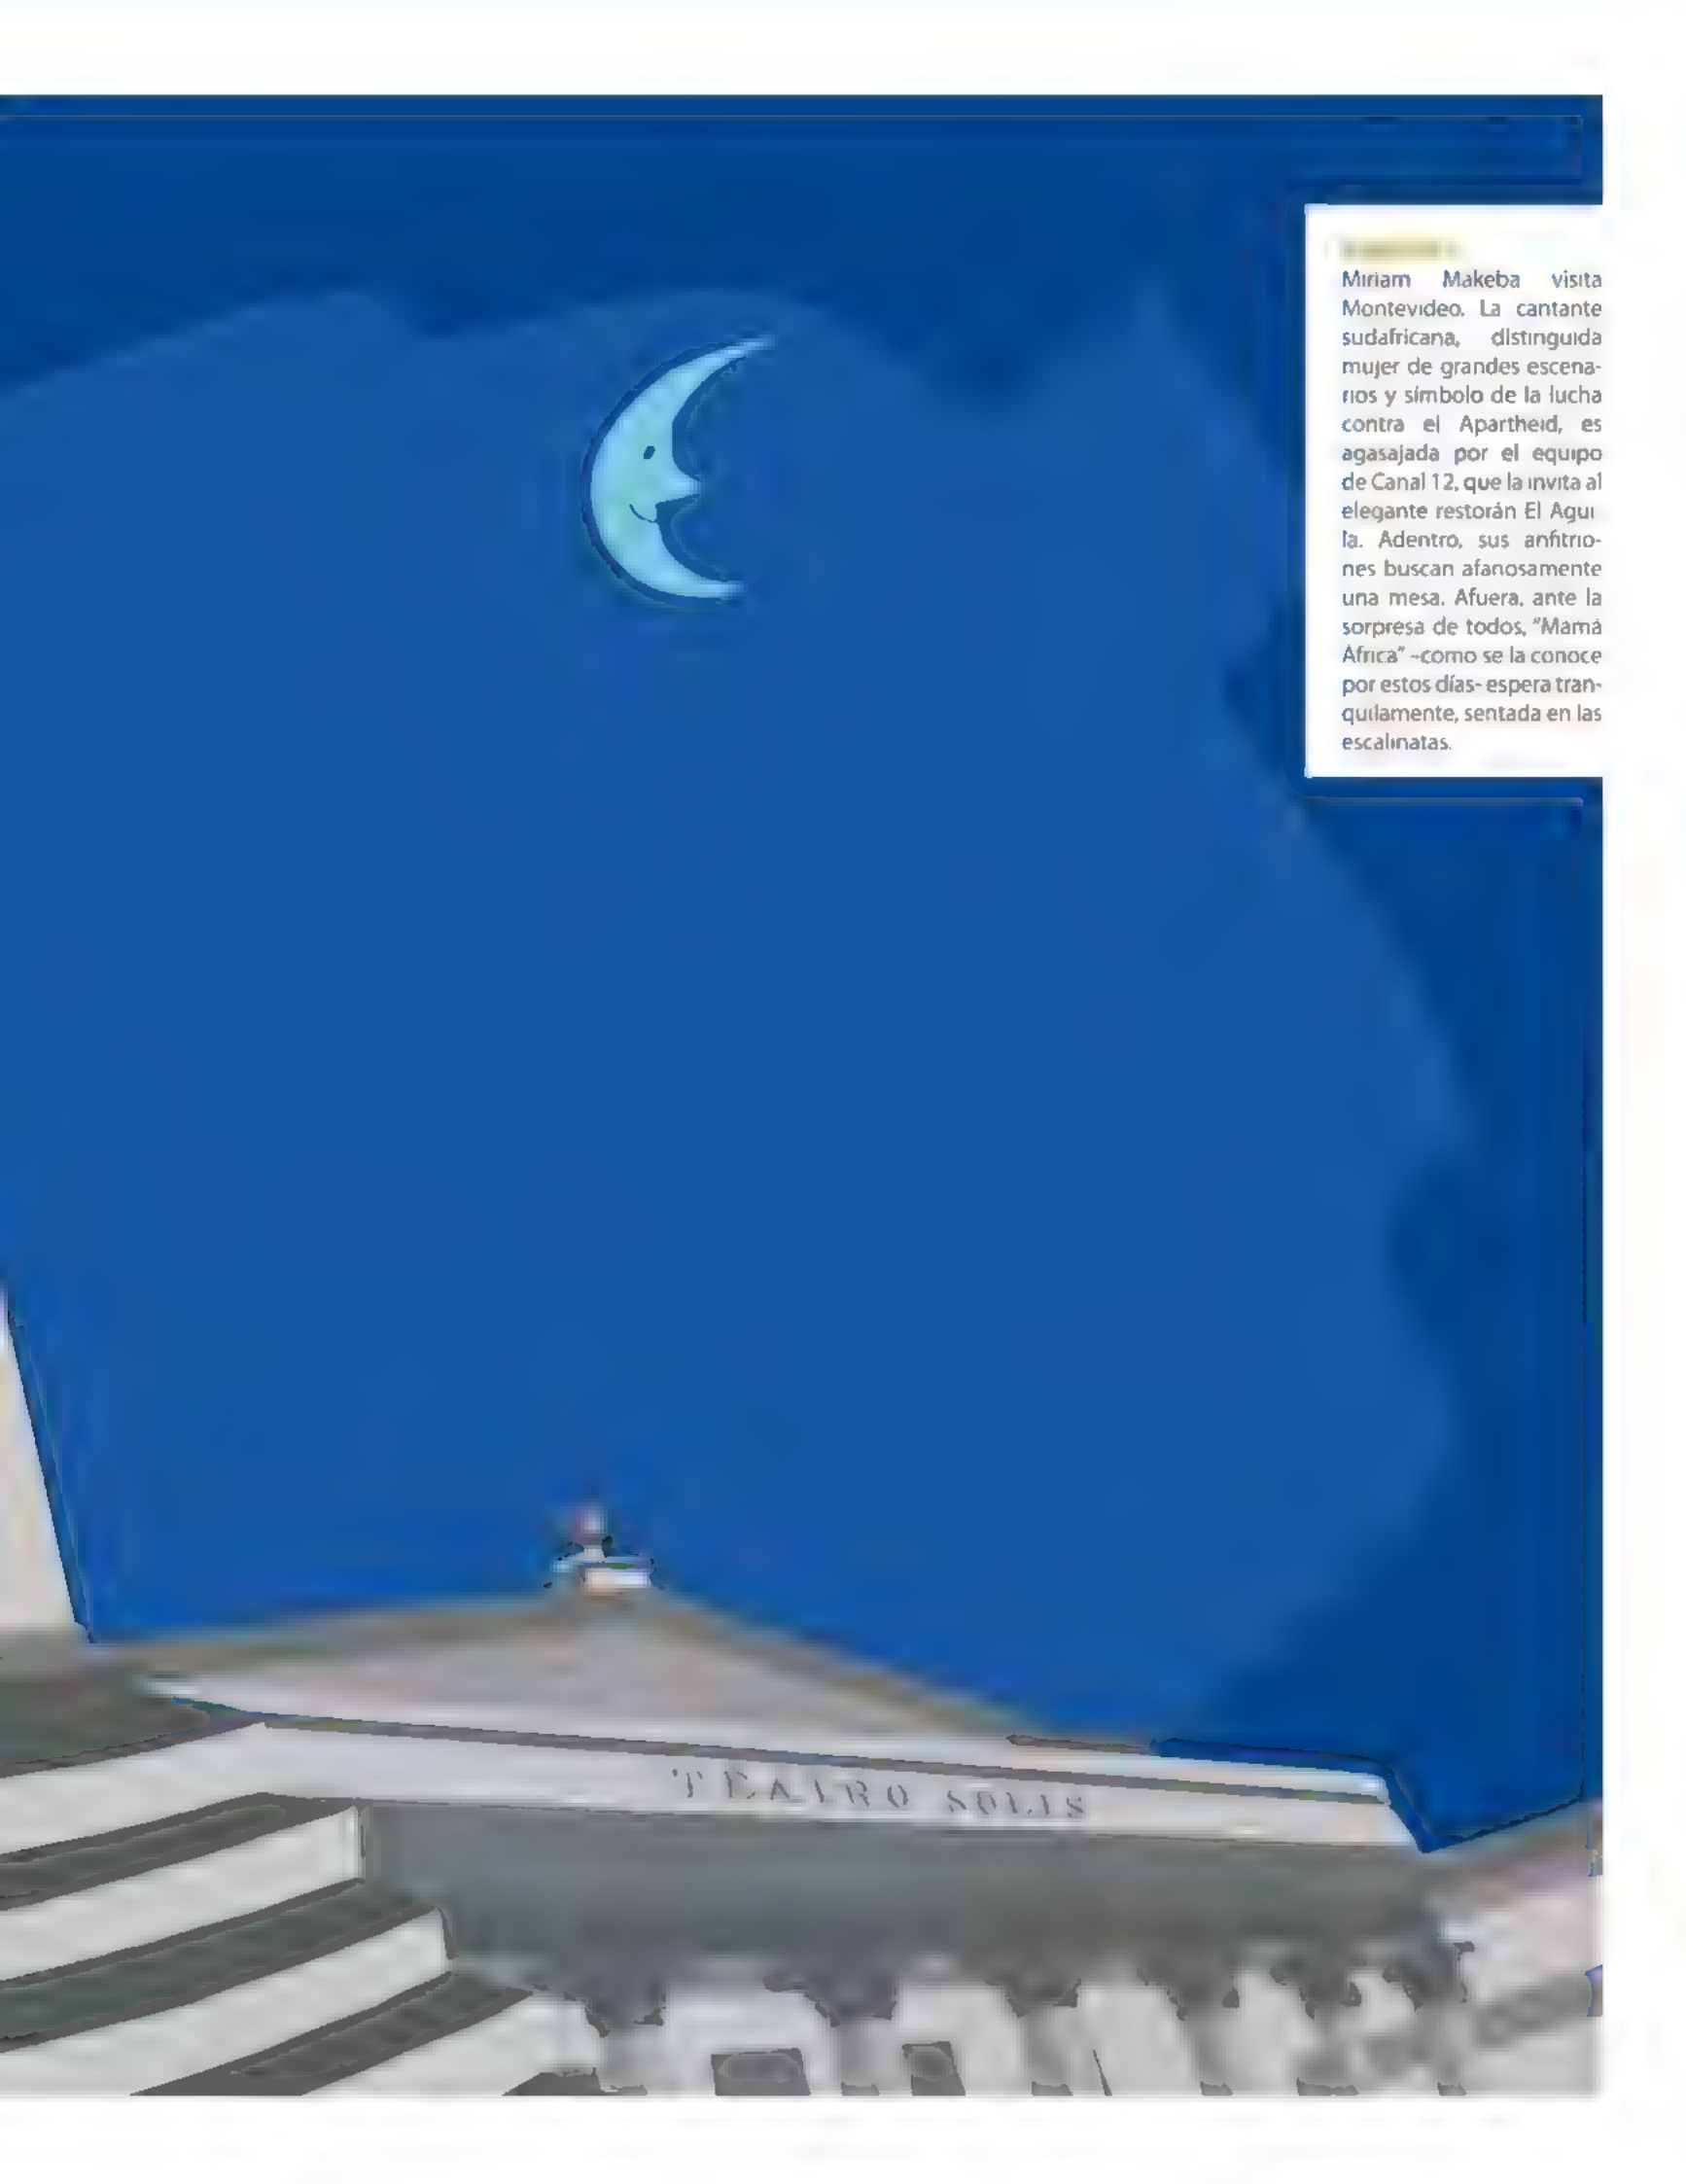 Miriam Makeba visita
Montevideo. La cantante
sudafricana, distinguida
mujer de grandes escena-
rios y símbolo de la lucha
contra el Apartheid, es
agasajada por el equipo
de Canal 12, que la invita al
elegante restorán El Agui
la. Adentro, sus anfitrio-
nes buscan afanosamente
una mesa. Afuera, ante la
sorpresa de todos, "Mamá
Africa" -como se la conoce
por estos días- espera tran-
quilamente, sentada en las
escalinatas.
TEATRO SOLIS